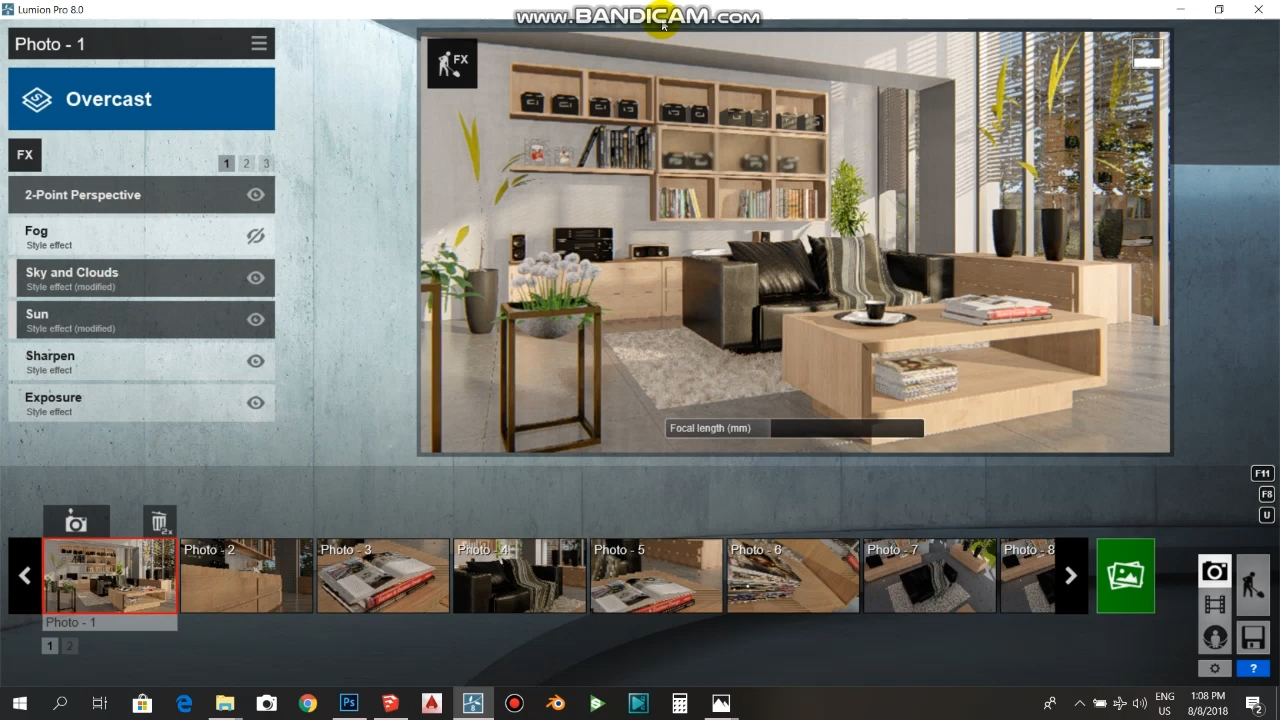 Lumion Pro 8.0
www.BANDICAM.com
Photo - 1
Overcast
FX
1 2 3
2-Point Perspective
Fog
Style effect
Sky and Clouds
Style effect (modified)
Sun
Style effect (modified)
Sharpen
Style effect
Exposure
Style effect
FX
Focal length (mm)
F11
F8
U
2x
Photo - 2
Photo - 3
Photo - 4
Photo - 5
Photo - 6
Photo - 7
Photo - 8
Photo - 1
1 2
?
Ps
ENG
US
1:08 PM
8/8/2018
2